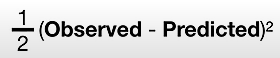 1/2 (Observed - Predicted)²